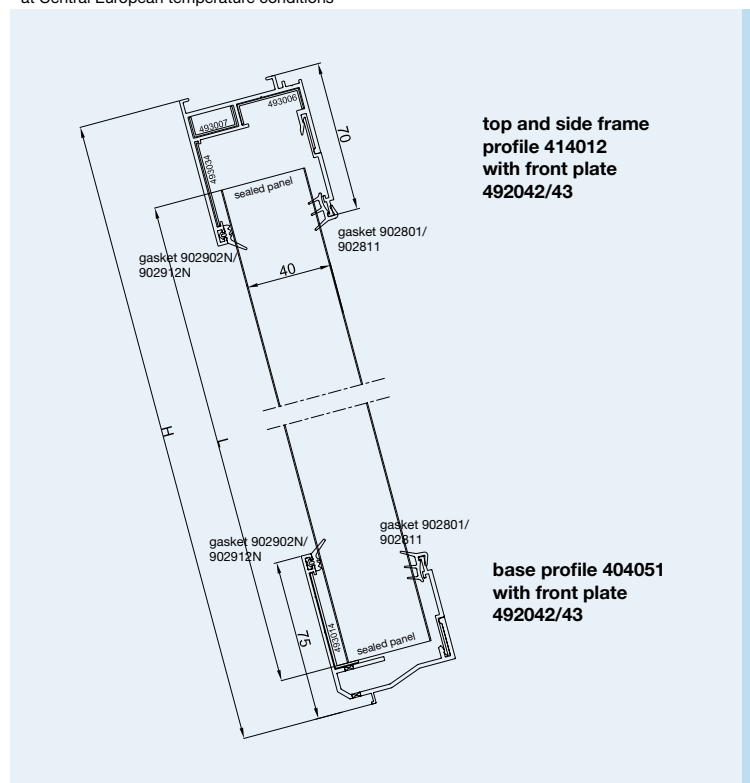 at Central European temperature conditions
493006
493007
70
top and side frame
profile 414012
with front plate
492042/43
493034
sealed panel
gasket 902801/
902811
gasket 902902N/
902912N
40
H
L
gasket 902801/
902811
gasket 902902N/
902912N
base profile 404051
with front plate
492042/43
75
493014
sealed panel